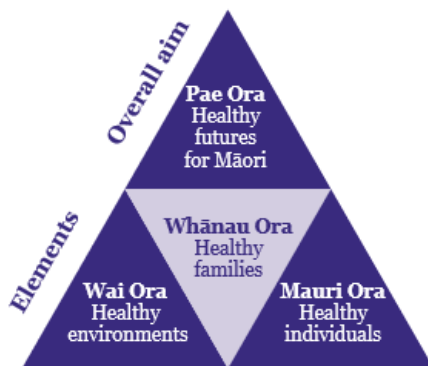 Overall aim
Pae Ora
Healthy
futures
for Māori
Elements
Whānau Ora
Healthy
families
Wai Ora
Healthy
environments
Mauri Ora
Healthy
individuals